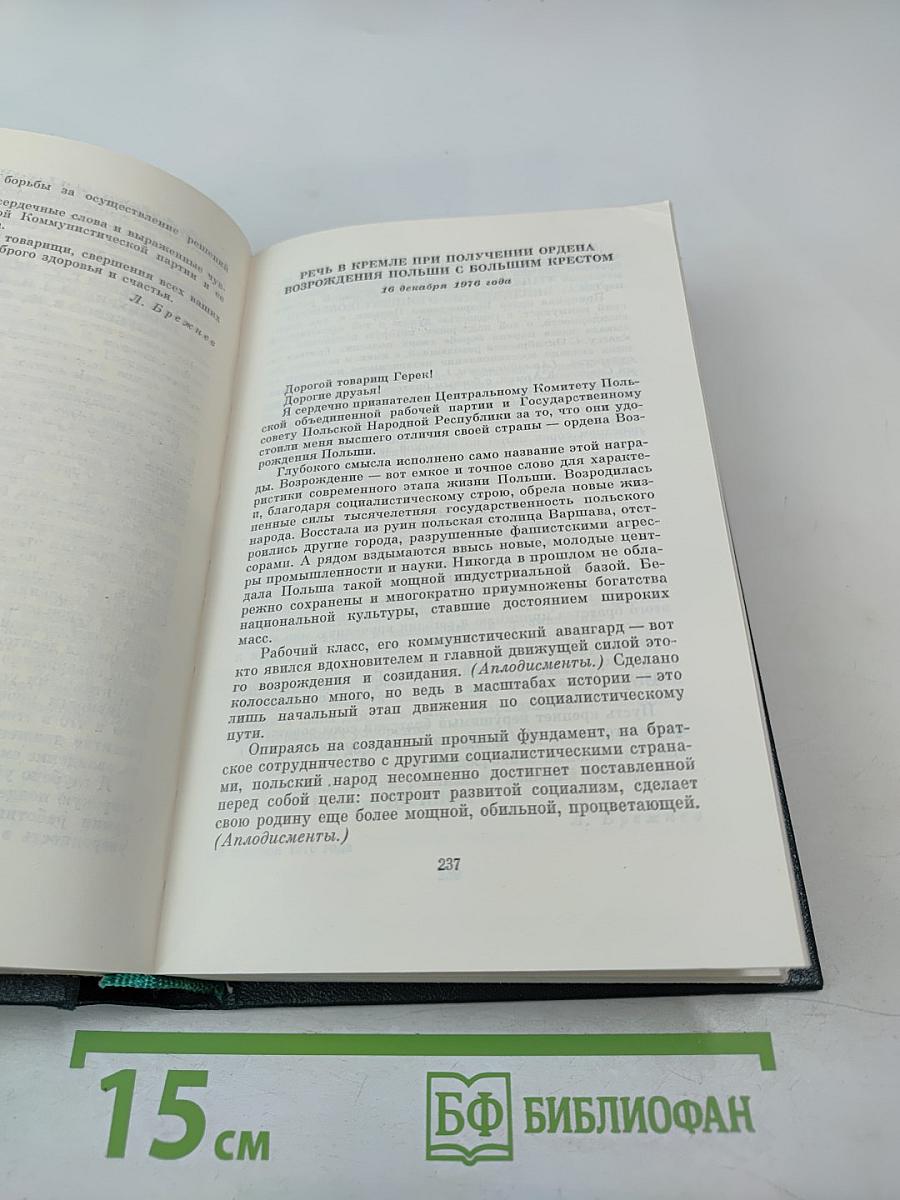 борьбы за осуществление решений
сердечные слова и выраженные чув-
ой Коммунистической партии и ее
а.
товарищи, свершения всех ваших
брого здоровья и счастья.
Л. Брежнев
РЕЧЬ В КРЕМЛЕ ПРИ ПОЛУЧЕНИИ ОРДЕНА
ВОЗРОЖДЕНИЯ ПОЛЬШИ С БОЛЬШИМ КРЕСТОМ
16 декабря 1976 года
Дорогой товарищ Герек!
Дорогие друзья!
Я сердечно признателен Центральному Комитету Поль-
ской объединенной рабочей партии и Государственному
совету Польской Народной Республики за то, что они удо-
стоили меня высшего отличия своей страны — ордена Воз-
рождения Польши.
Глубокого смысла исполнено само название этой награ-
ды. Возрождение — вот емкое и точное слово для характе-
ристики современного этапа жизни Польши. Возродилась
и, благодаря социалистическому строю, обрела новые жиз-
ненные силы тысячелетняя государственность польского
народа. Восстала из руин польская столица Варшава, отст-
роились другие города, разрушенные фашистскими агрес-
сорами. А рядом вздымаются ввысь новые, молодые цент-
ры промышленности и науки. Никогда в прошлом не обла-
дала Польша такой мощной индустриальной базой. Бе-
режно сохранены и многократно приумножены богатства
национальной культуры, ставшие достоянием широких
масс.
Рабочий класс, его коммунистический авангард — вот
кто явился вдохновителем и главной движущей силой это-
го возрождения и созидания. (Аплодисменты.) Сделано
колоссально много, но ведь в масштабах истории — это
лишь начальный этап движения по социалистическому
пути.
Опираясь на созданный прочный фундамент, на брат-
ское сотрудничество с другими социалистическими страна-
ми, польский народ несомненно достигнет поставленной
перед собой цели: построит развитой социализм, сделает
свою родину еще более мощной, обильной, процветающей.
(Аплодисменты.)
237
15 см
БФ БИБЛИОФАН